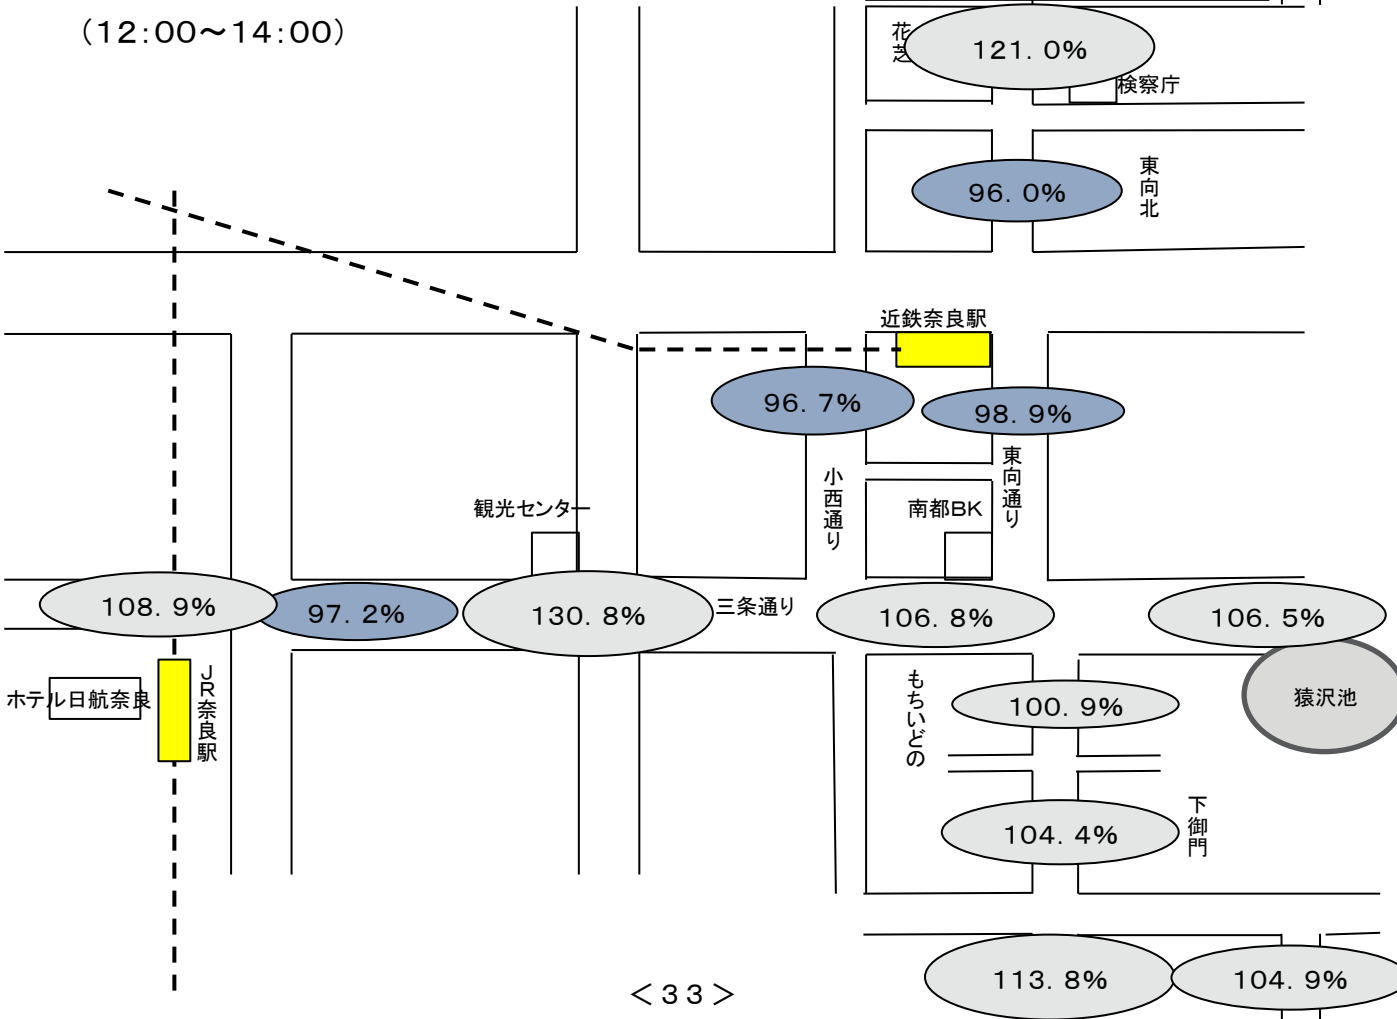 （12：00～14：00）
花芝
121．0%
検察庁
96．0%
東向北
近鉄奈良駅
96．7%
98．9%
小西通り
東向通り
観光センター
南都BK
108．9%
97．2%
130．8%
三条通り
106．8%
106．5%
ホテル日航奈良
JR奈良駅
もちいどの
100．9%
猿沢池
104．4%
下御門
113．8%
104．9%
＜33＞